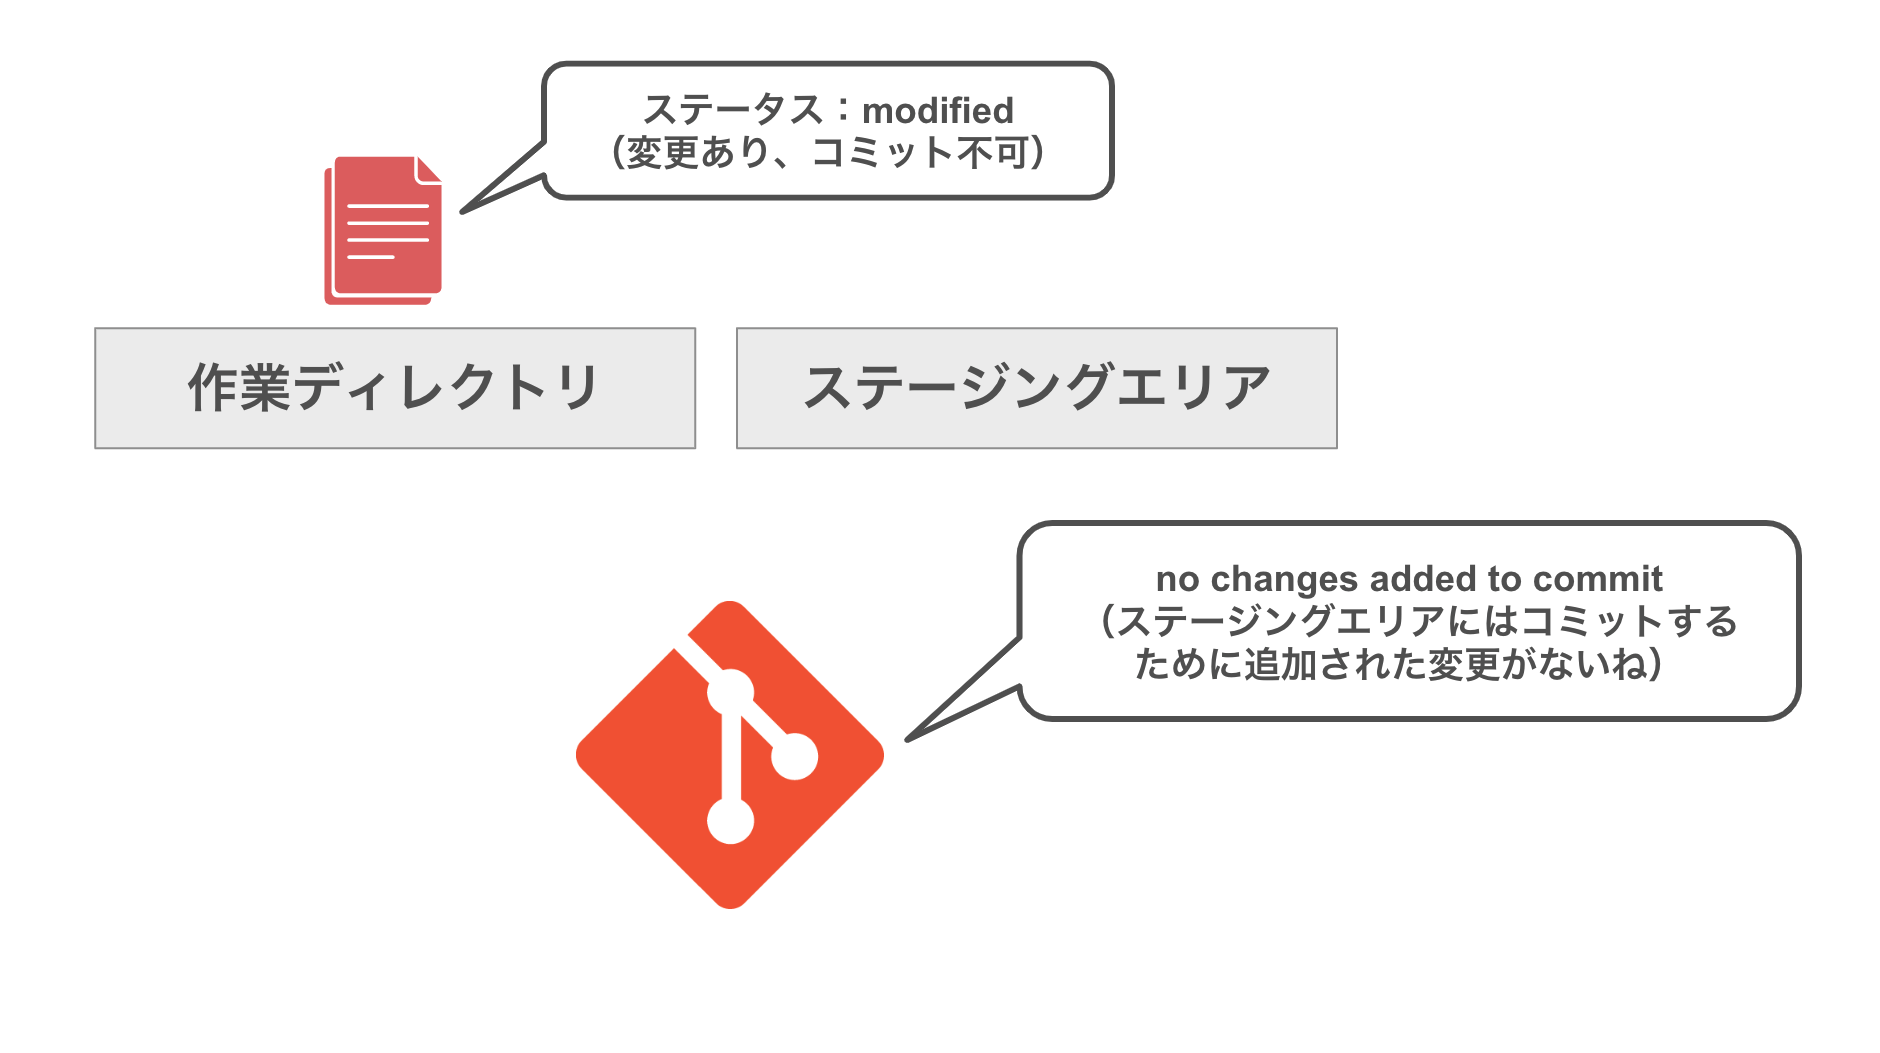 ステータス：modified
（変更あり、コミット不可）
作業ディレクトリ
ステージングエリア
no changes added to commit
（ステージングエリアにはコミットする
ために追加された変更がないね）